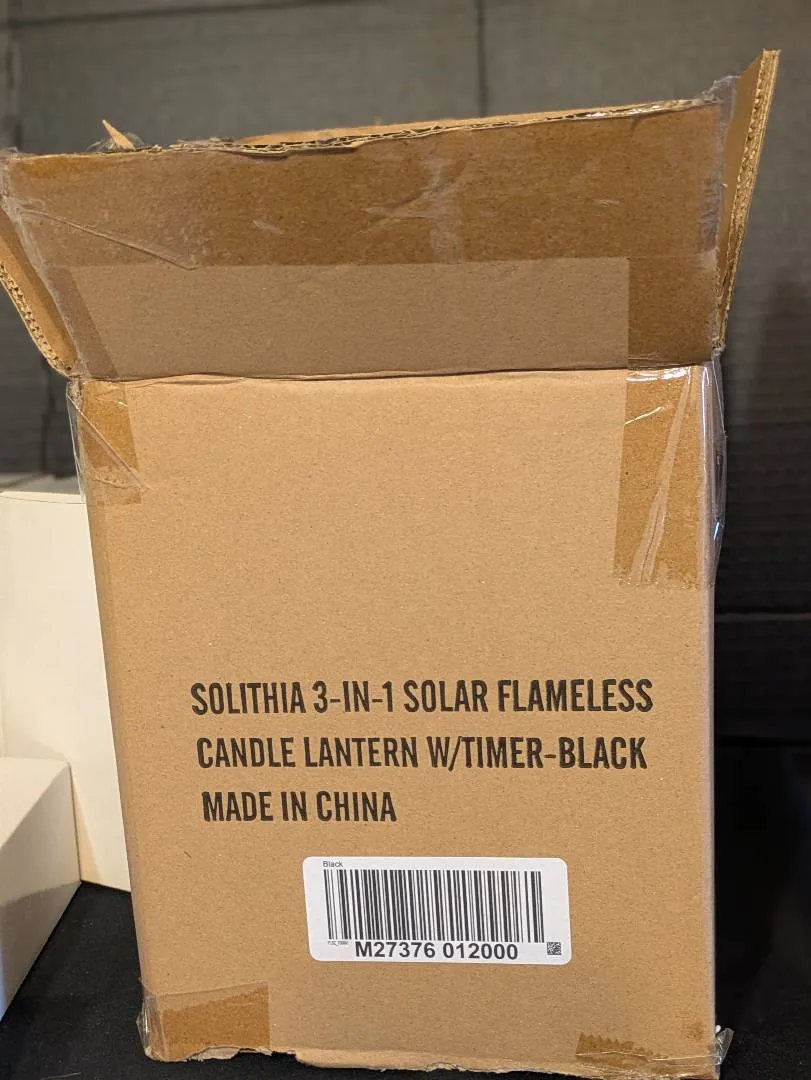 SOLITHIA 3-IN-1 SOLAR FLAMELESS
CANDLE LANTERN W/TIMER-BLACK
MADE IN CHINA
Black
M27376 012000